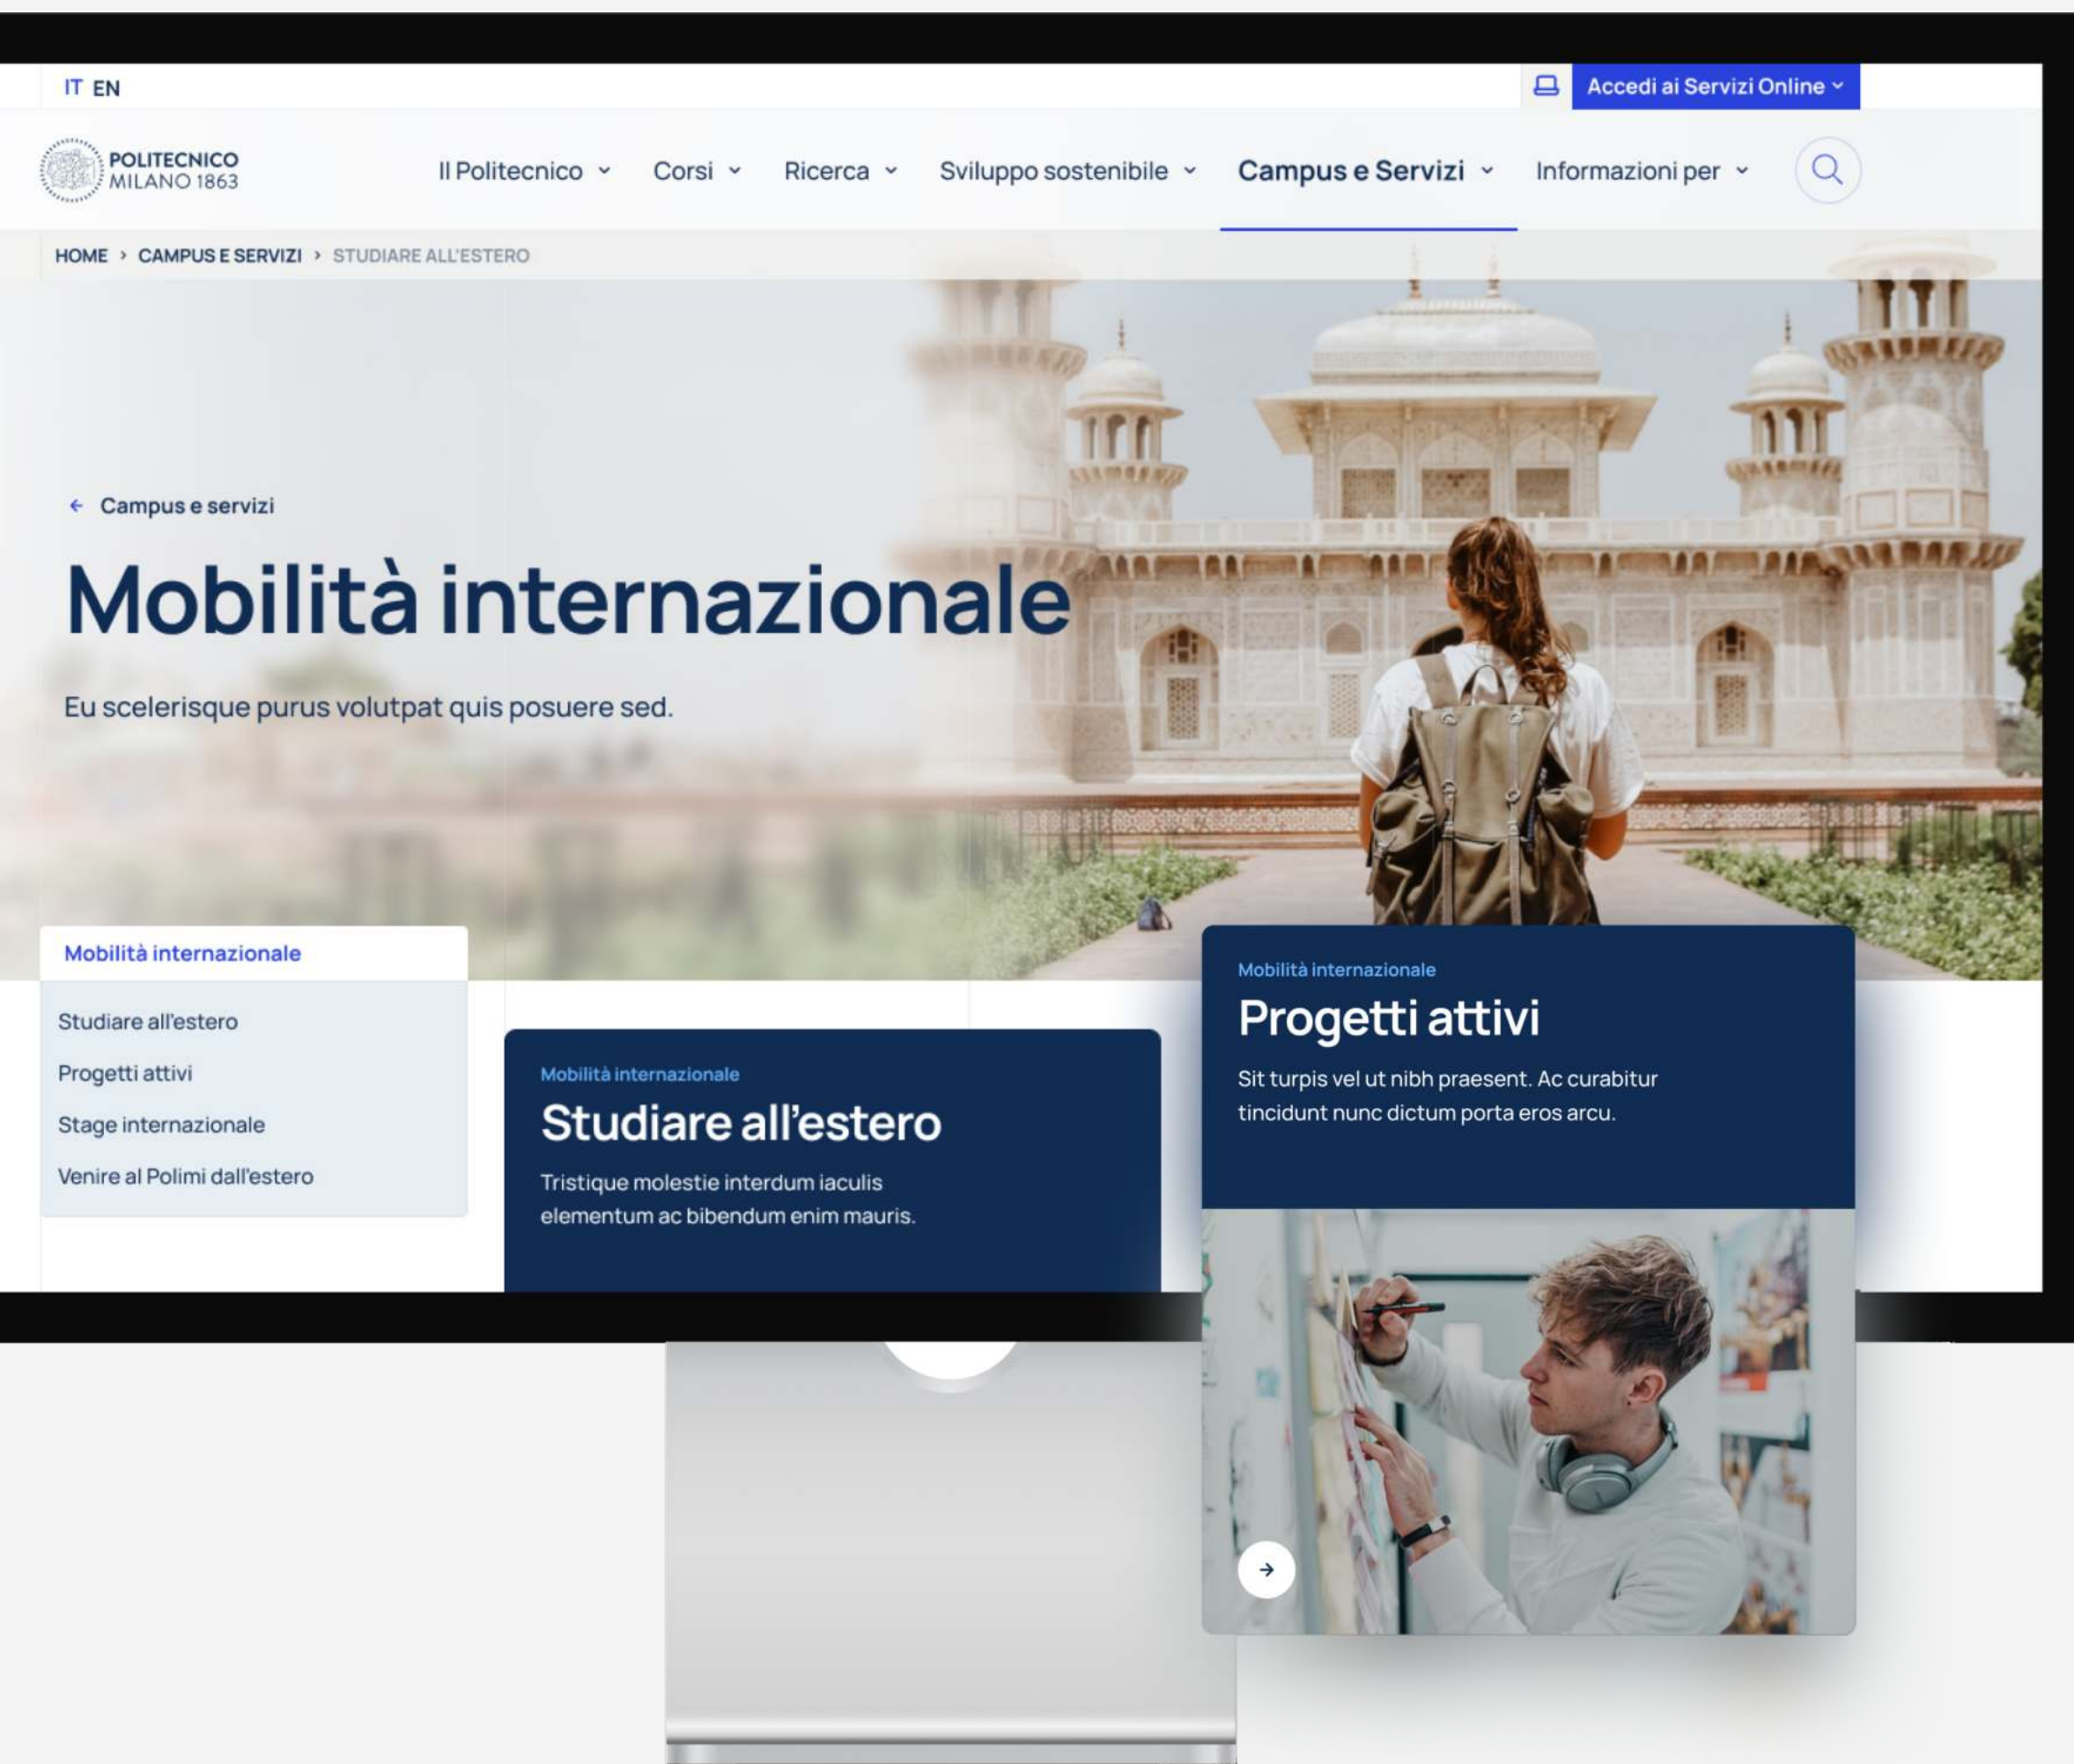 IT EN
Accedi ai Servizi Online
POLITECNICO
MILANO 1863
Il Politecnico
Corsi
Ricerca
Sviluppo sostenibile
Campus e Servizi
Informazioni per
HOME > CAMPUS E SERVIZI > STUDIARE ALL'ESTERO
← Campus e servizi
Mobilità internazionale
Eu scelerisque purus volutpat quis posuere sed.
Mobilità internazionale
Studiare all'estero
Progetti attivi
Stage internazionale
Venire al Polimi dall'estero
Mobilità internazionale
Studiare all'estero
Tristique molestie interdum iaculis
elementum ac bibendum enim mauris.
Mobilità internazionale
Progetti attivi
Sit turpis vel ut nibh praesent. Ac curabitur
tincidunt nunc dictum porta eros arcu.